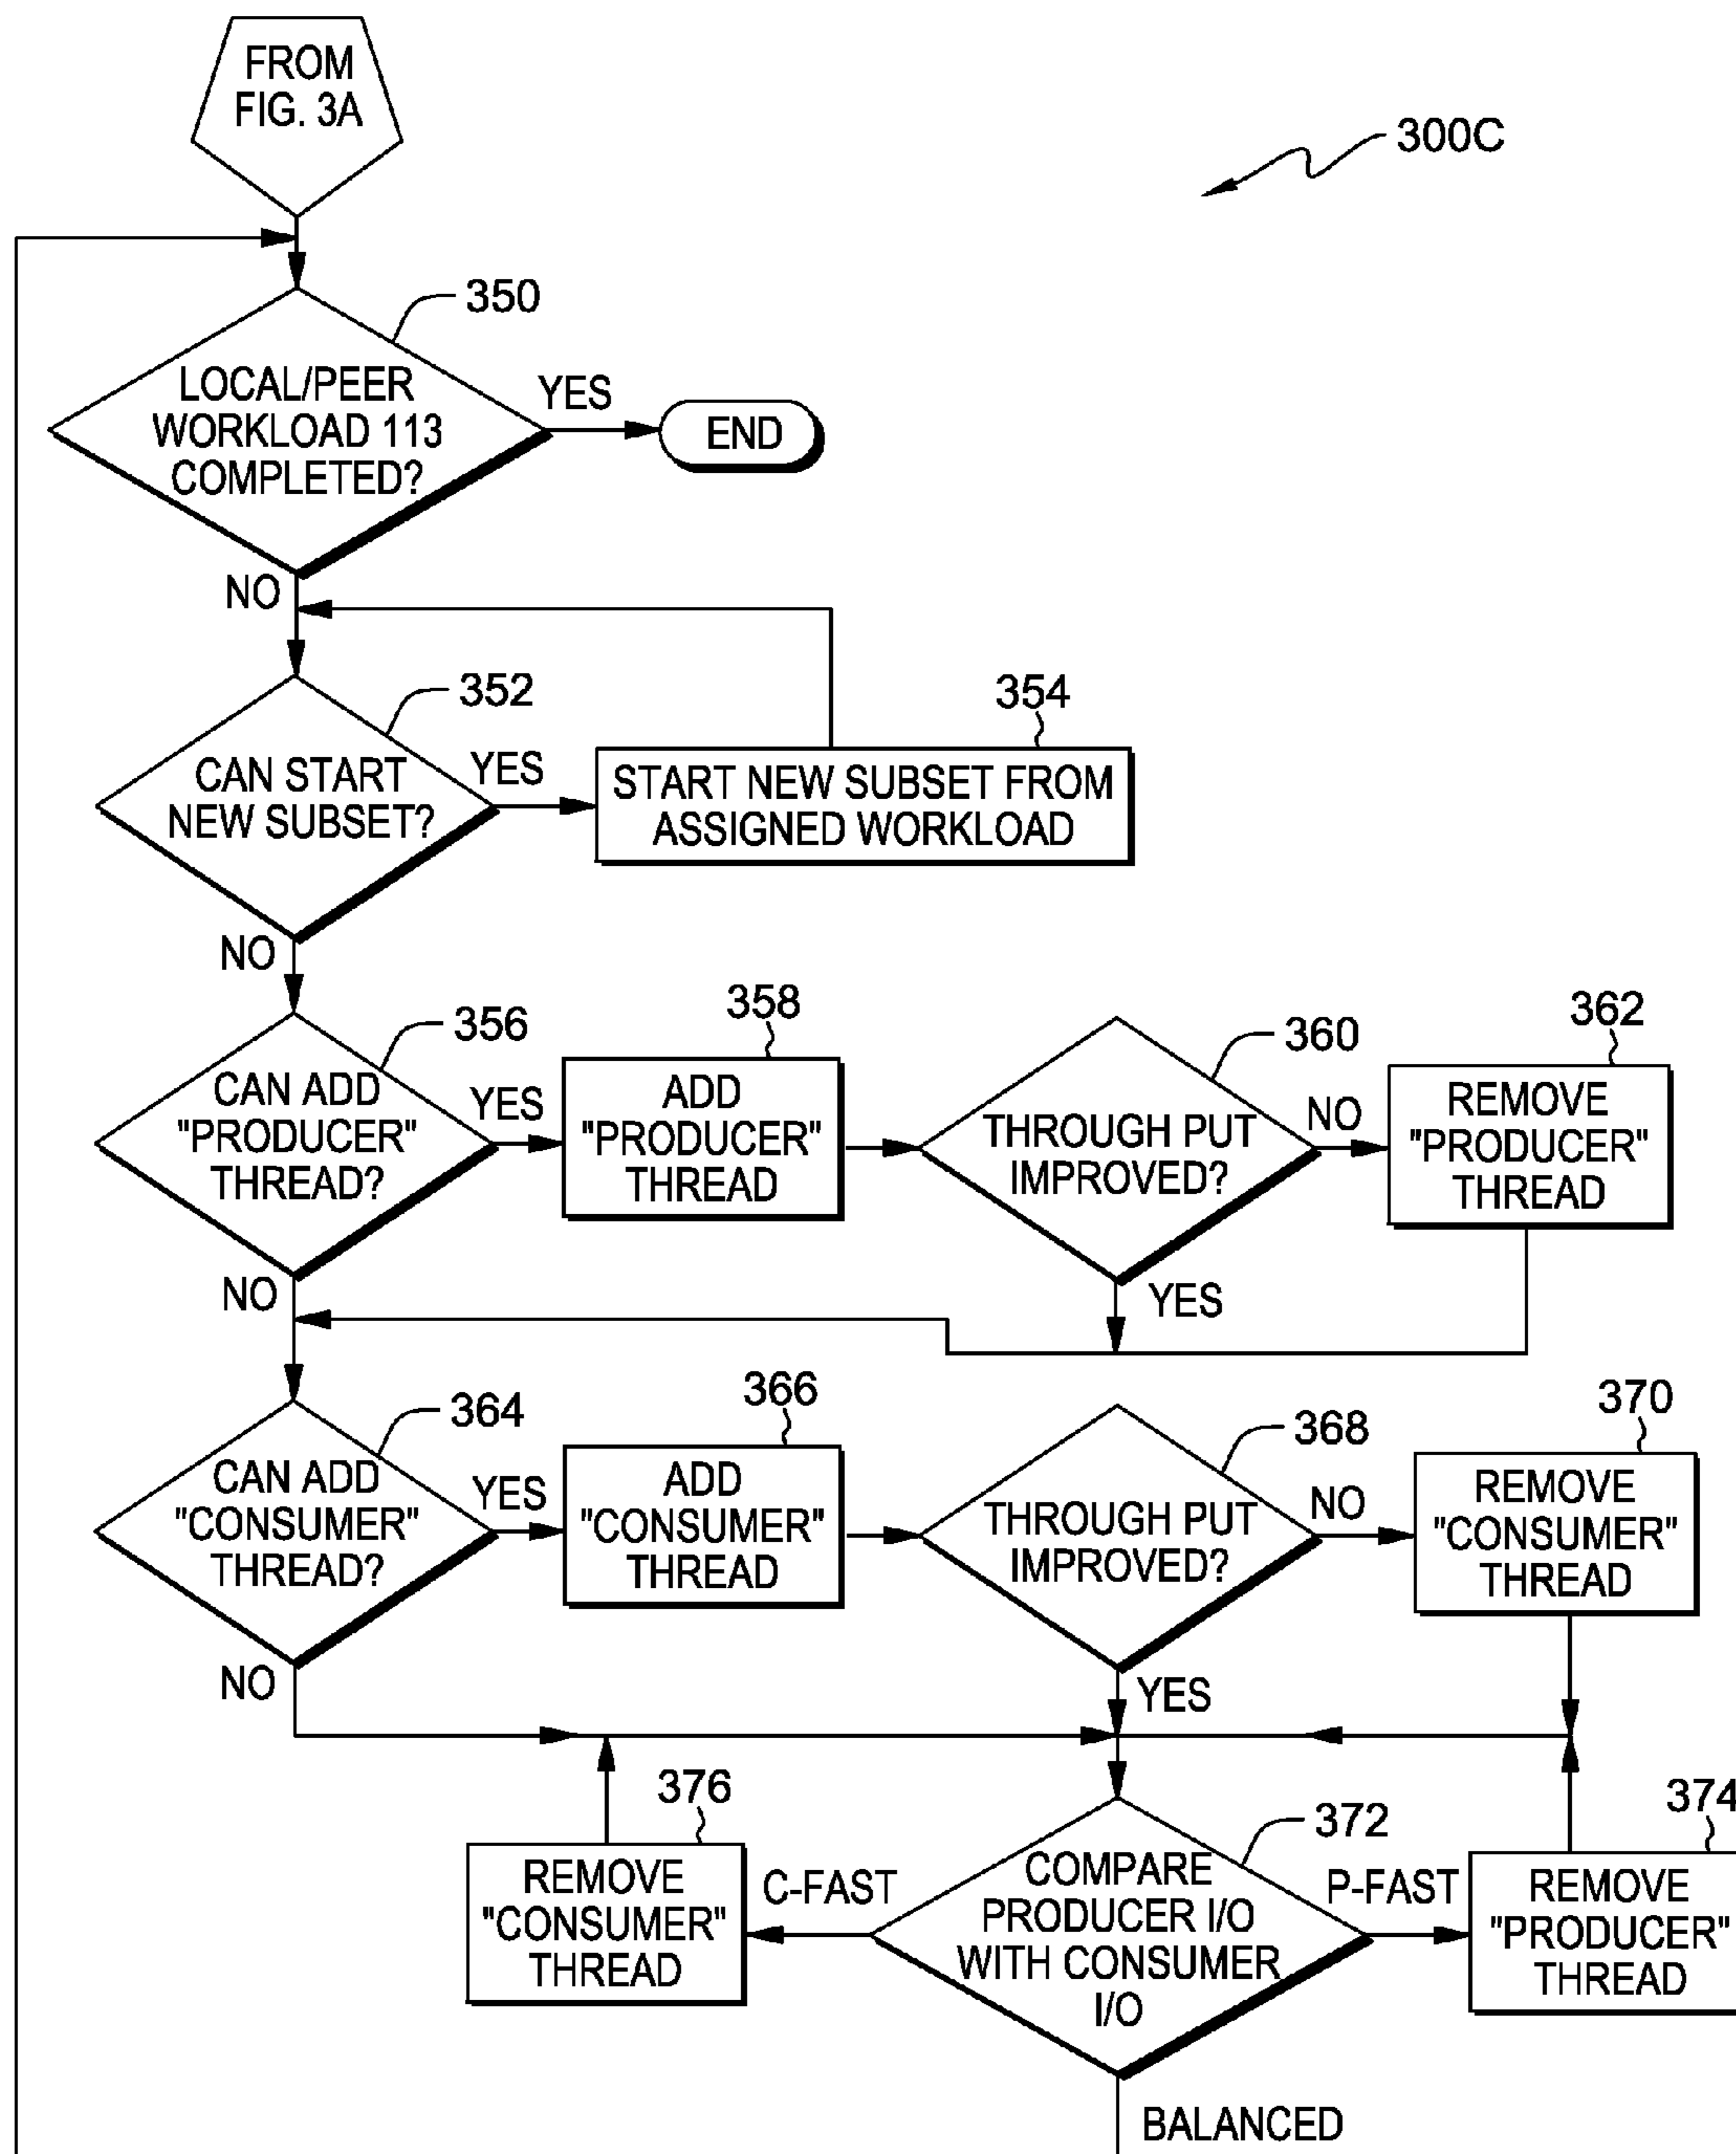 FROM
FIG. 3A
300C
350
LOCAL/PEER
WORKLOAD 113
COMPLETED?
YES
END
NO
352
CAN START
NEW SUBSET?
YES
354
START NEW SUBSET FROM
ASSIGNED WORKLOAD
NO
356
CAN ADD
"PRODUCER"
THREAD?
YES
358
ADD
"PRODUCER"
THREAD
360
THROUGH PUT
IMPROVED?
NO
362
REMOVE
"PRODUCER"
THREAD
NO
YES
364
CAN ADD
"CONSUMER"
THREAD?
YES
366
ADD
"CONSUMER"
THREAD
368
THROUGH PUT
IMPROVED?
NO
370
REMOVE
"CONSUMER"
THREAD
NO
YES
376
REMOVE
"CONSUMER"
THREAD
C-FAST
372
COMPARE
PRODUCER I/O
WITH CONSUMER
I/O
P-FAST
374
REMOVE
"PRODUCER"
THREAD
BALANCED